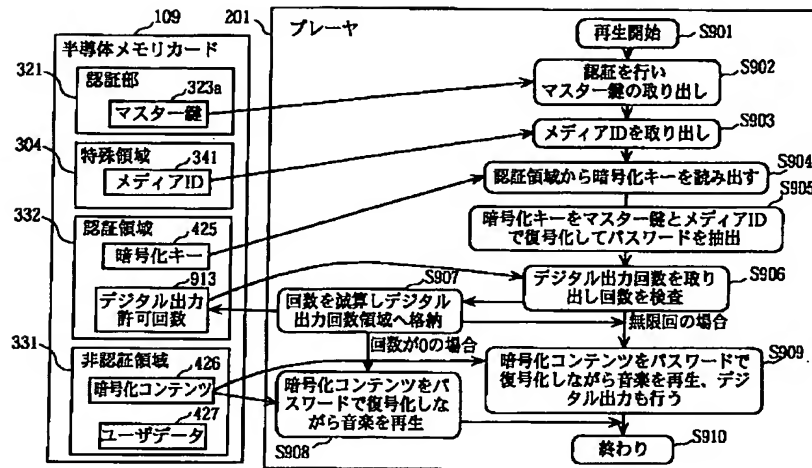 109
半導体メモリカード
321
認証部
323a
マスター鍵
304
特殊領域
341
メディアID
332
認証領域
425
暗号化キー
913
デジタル出力
許可回数
331
非認証領域
426
暗号化コンテンツ
427
ユーザデータ
201
プレーヤ
再生開始
S901
認証を行い
マスター鍵の取り出し
S902
メディアIDを取り出し
S903
認証領域から暗号化キーを読み出す
S904
暗号化キーをマスター鍵とメディアID
で復号化してパスワードを抽出
S905
デジタル出力回数を取り
出し回数を検査
S906
回数を減算しデジタル
出力回数領域へ格納
S907
回数が0の場合
無限回の場合
暗号化コンテンツをパ
スワードで復号化しな
がら音楽を再生
S908
暗号化コンテンツをパスワードで
復号化しながら音楽を再生、デジ
タル出力も行う
S909
終わり
S910